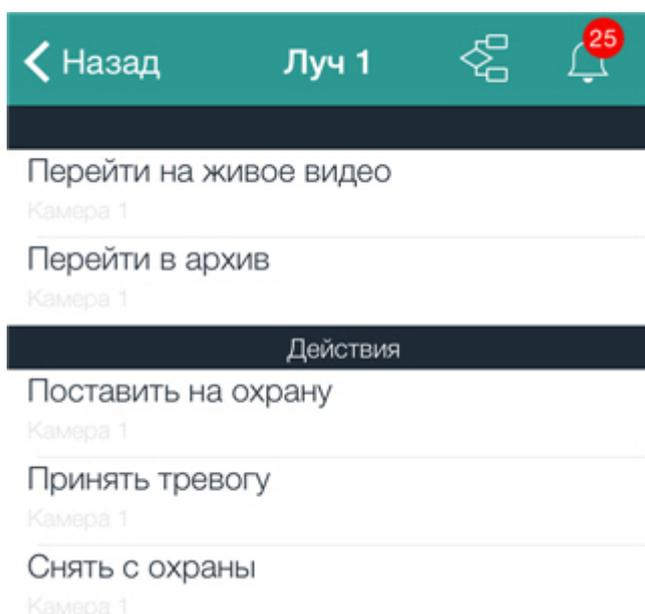 Назад Луч 1 25
Перейти на живое видео
Камера 1
Перейти в архив
Камера 1
Действия
Поставить на охрану
Камера 1
Принять тревогу
Камера 1
Снять с охраны
Камера 1